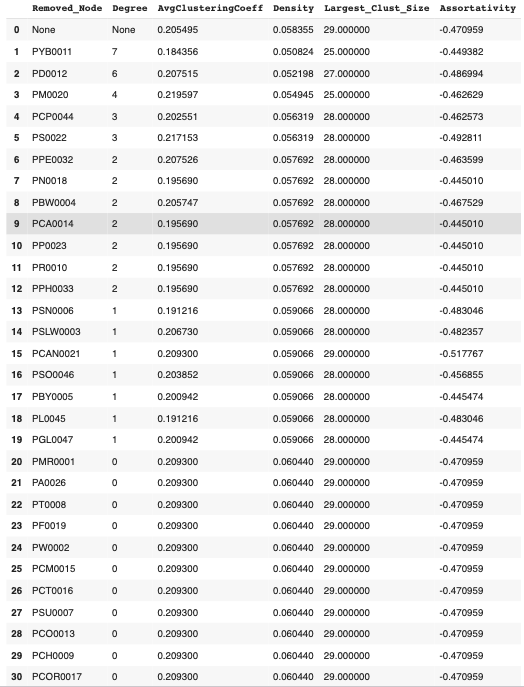 Removed_Node Degree AvgClusteringCoeff Density Largest_Clust_Size Assortativity
0 None None 0.205495 0.058355 29.000000 -0.470959
1 PYB0011 7 0.184356 0.050824 25.000000 -0.449382
2 PD0012 6 0.207515 0.052198 27.000000 -0.486994
3 PM0020 4 0.219597 0.054945 25.000000 -0.462629
4 PCP0044 3 0.202551 0.056319 28.000000 -0.462573
5 PS0022 3 0.217153 0.056319 28.000000 -0.492811
6 PPE0032 2 0.207526 0.057692 28.000000 -0.463599
7 PN0018 2 0.195690 0.057692 28.000000 -0.445010
8 PBW0004 2 0.205747 0.057692 28.000000 -0.467529
9 PCA0014 2 0.195690 0.057692 28.000000 -0.445010
10 PP0023 2 0.195690 0.057692 28.000000 -0.445010
11 PR0010 2 0.195690 0.057692 28.000000 -0.445010
12 PPH0033 2 0.195690 0.057692 28.000000 -0.445010
13 PSN0006 1 0.191216 0.059066 28.000000 -0.483046
14 PSLW0003 1 0.206730 0.059066 28.000000 -0.482357
15 PCAN0021 1 0.209300 0.059066 29.000000 -0.517767
16 PSO0046 1 0.203852 0.059066 28.000000 -0.456855
17 PBY0005 1 0.200942 0.059066 28.000000 -0.445474
18 PL0045 1 0.191216 0.059066 28.000000 -0.483046
19 PGL0047 1 0.200942 0.059066 28.000000 -0.445474
20 PMR0001 0 0.209300 0.060440 29.000000 -0.470959
21 PA0026 0 0.209300 0.060440 29.000000 -0.470959
22 PT0008 0 0.209300 0.060440 29.000000 -0.470959
23 PF0019 0 0.209300 0.060440 29.000000 -0.470959
24 PW0002 0 0.209300 0.060440 29.000000 -0.470959
25 PCM0015 0 0.209300 0.060440 29.000000 -0.470959
26 PCT0016 0 0.209300 0.060440 29.000000 -0.470959
27 PSU0007 0 0.209300 0.060440 29.000000 -0.470959
28 PCO0013 0 0.209300 0.060440 29.000000 -0.470959
29 PCH0009 0 0.209300 0.060440 29.000000 -0.470959
30 PCOR0017 0 0.209300 0.060440 29.000000 -0.470959